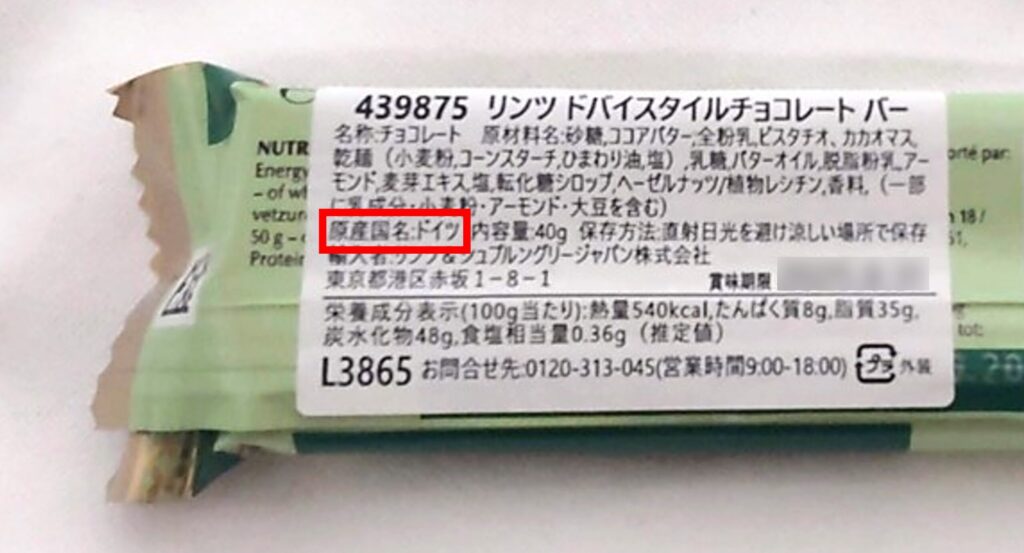 439875 リンツ ドバイスタイルチョコレート バー
名称:チョコレート 原材料名:砂糖,ココアバター,全粉乳,ピスタチオ、カカオマス,
乾麺（小麦粉,コーンスターチ,ひまわり油,塩）,乳糖,バターオイル,脱脂粉乳,アー
モンド,麦芽エキス,塩,転化糖シロップ,ヘーゼルナッツ/植物レシチン,香料,（一部
に乳成分・小麦粉・アーモンド・大豆を含む）
原産国名:ドイツ 内容量:40g 保存方法:直射日光を避け涼しい場所で保存
輸入者:リンツ&シュプルングリージャパン株式会社
東京都港区赤坂1-8-1 賞味期限
栄養成分表示(100g当たり):熱量540kcal,たんぱく質8g,脂質35g,
炭水化物48g,食塩相当量0.36g（推定値）
L3865 お問合せ先:0120-313-045(営業時間9:00-18:00) プラ 外装
NUTR
Energy
– of wh
vetzur
50 g –
Protein
orté par:
18 /
tot:
20